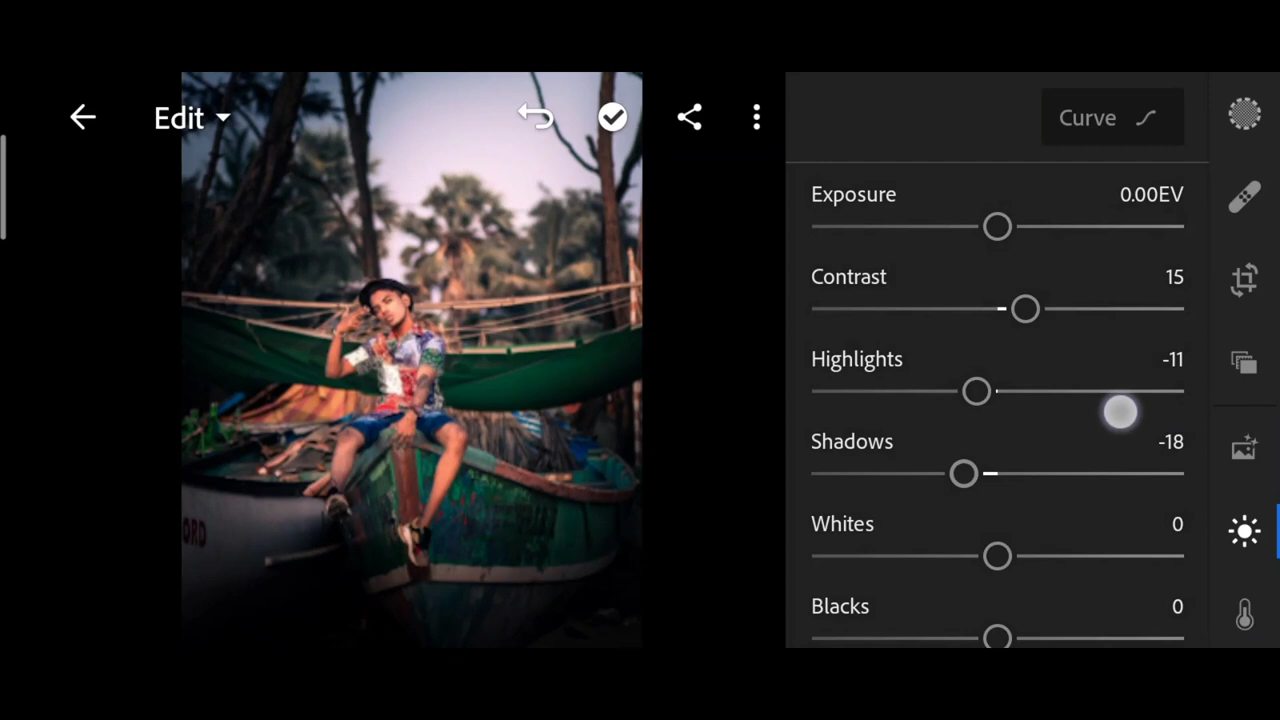 Edit
Curve
Exposure 0.00EV
Contrast 15
Highlights -11
Shadows -18
Whites 0
Blacks 0
ORD